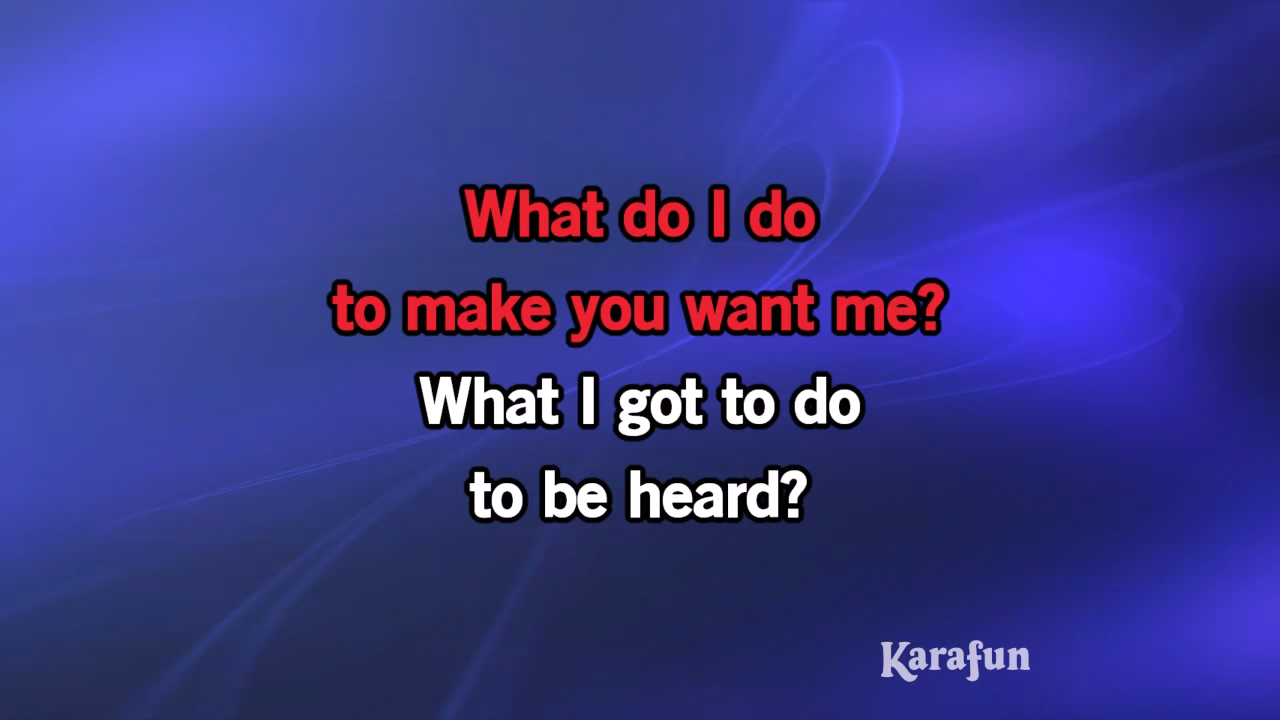 What do I do
to make you want me?
What I got to do
to be heard?
Karafun